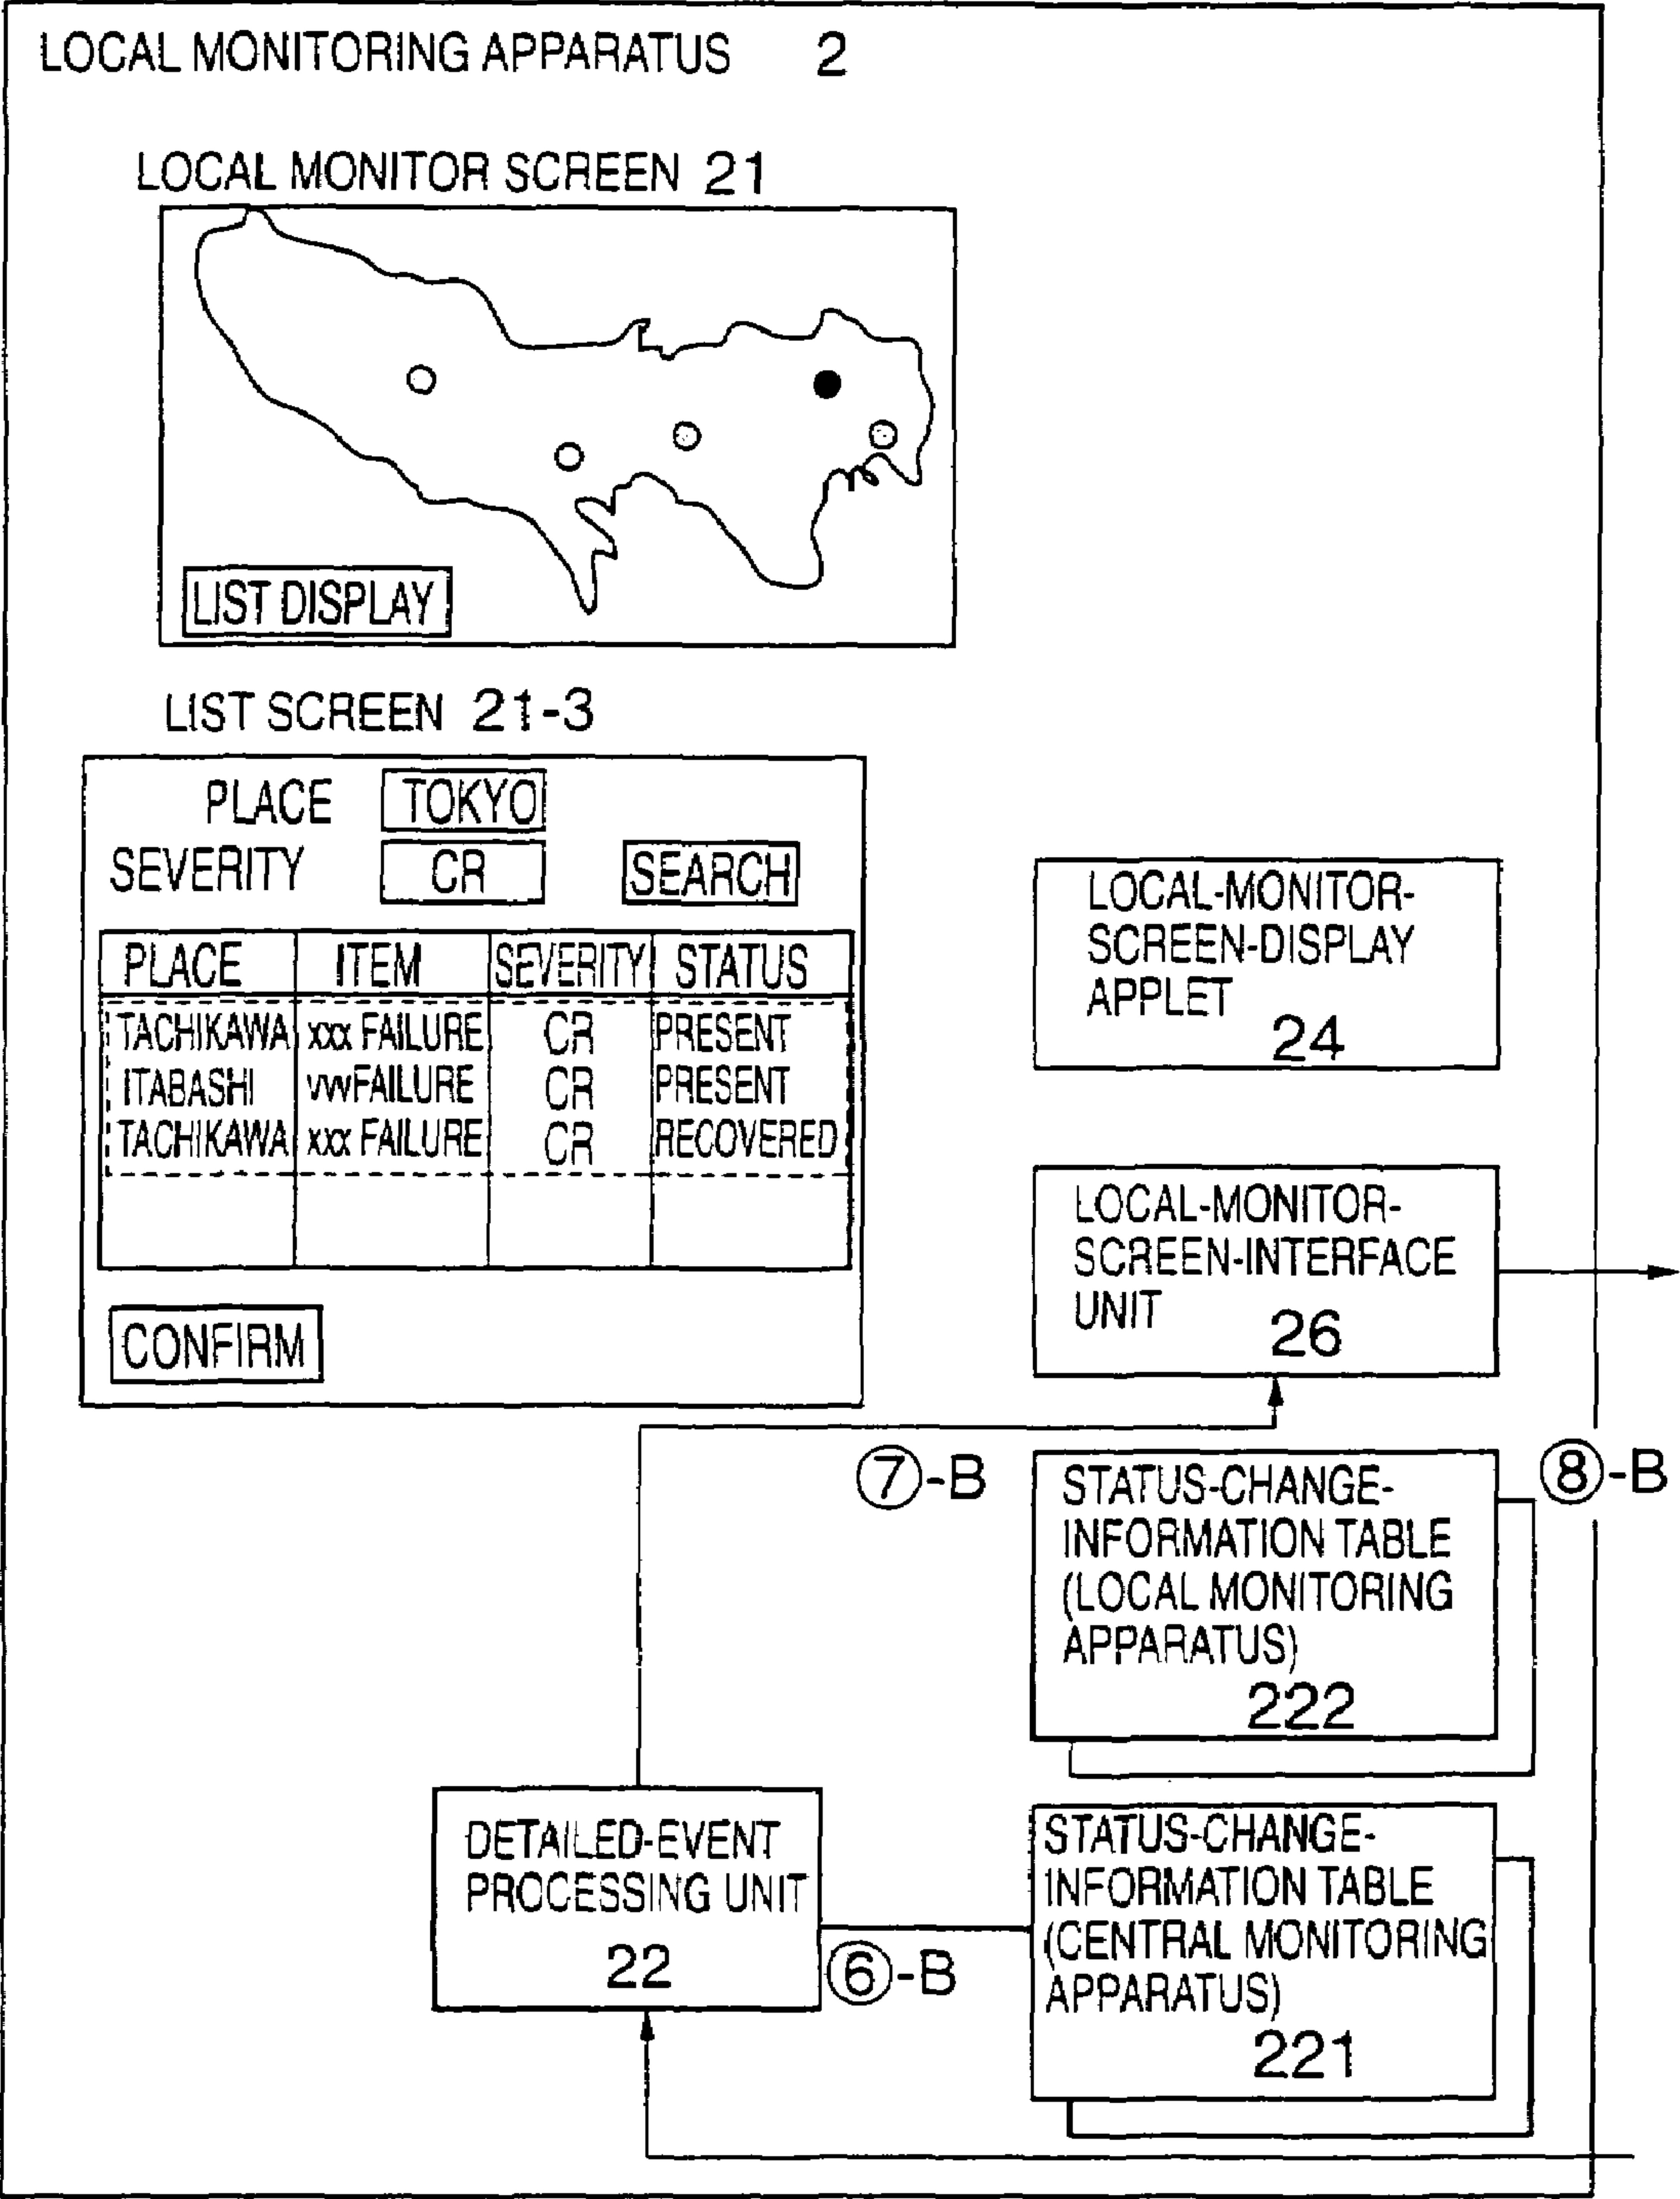 LOCAL MONITORING APPARATUS 2
LOCAL MONITOR SCREEN 21
LIST DISPLAY
LIST SCREEN 21-3
PLACE TOKYO
SEVERITY CR SEARCH
PLACE ITEM SEVERITY STATUS
TACHIKAWA xxx FAILURE CR PRESENT
ITABASHI vvvFAILURE CR PRESENT
TACHIKAWA xxx FAILURE CR RECOVERED
CONFIRM
LOCAL-MONITOR-
SCREEN-DISPLAY
APPLET
24
LOCAL-MONITOR-
SCREEN-INTERFACE
UNIT
26
⑦-B
⑧-B
STATUS-CHANGE-
INFORMATION TABLE
(LOCAL MONITORING
APPARATUS)
222
DETAILED-EVENT
PROCESSING UNIT
22
⑥-B
STATUS-CHANGE-
INFORMATION TABLE
(CENTRAL MONITORING
APPARATUS)
221